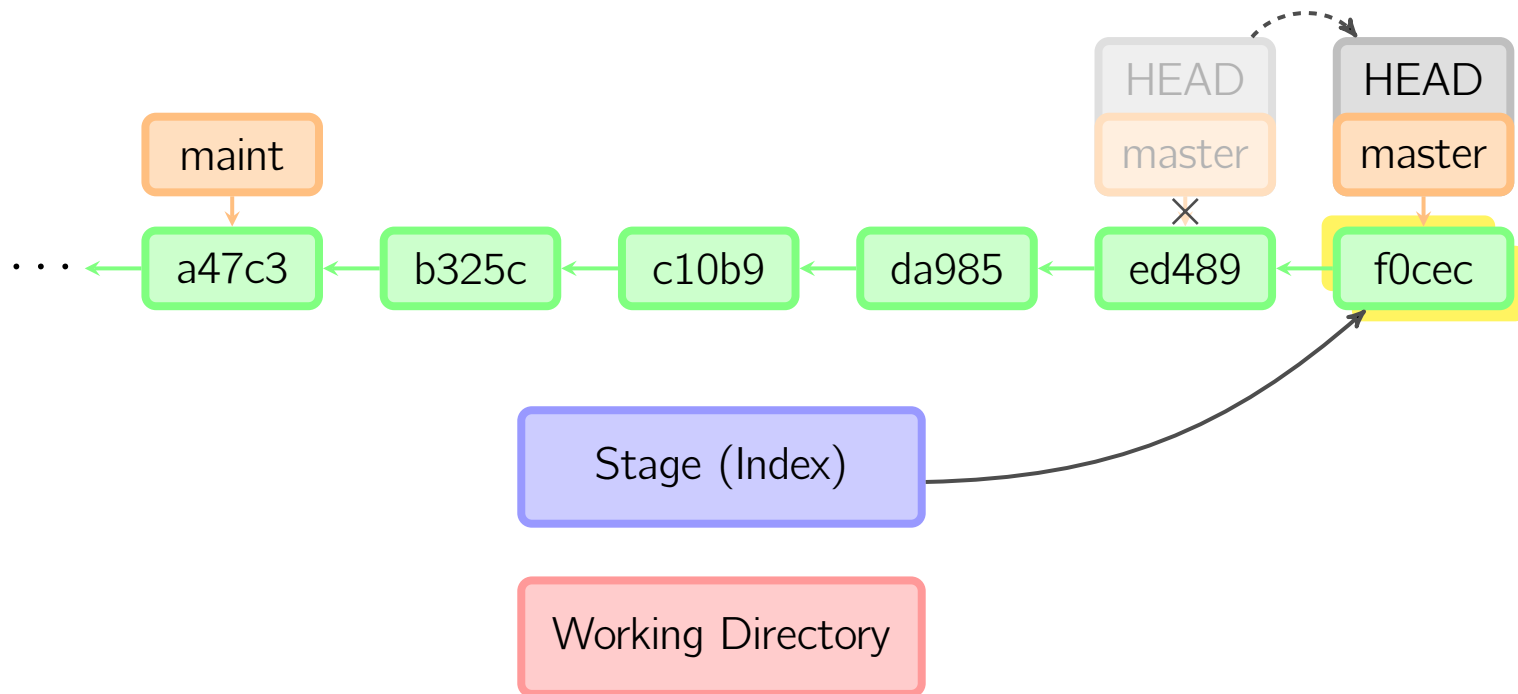 HEAD
HEAD
maint
master
master
...
a47c3
b325c
c10b9
da985
ed489
f0cec
Stage (Index)
Working Directory